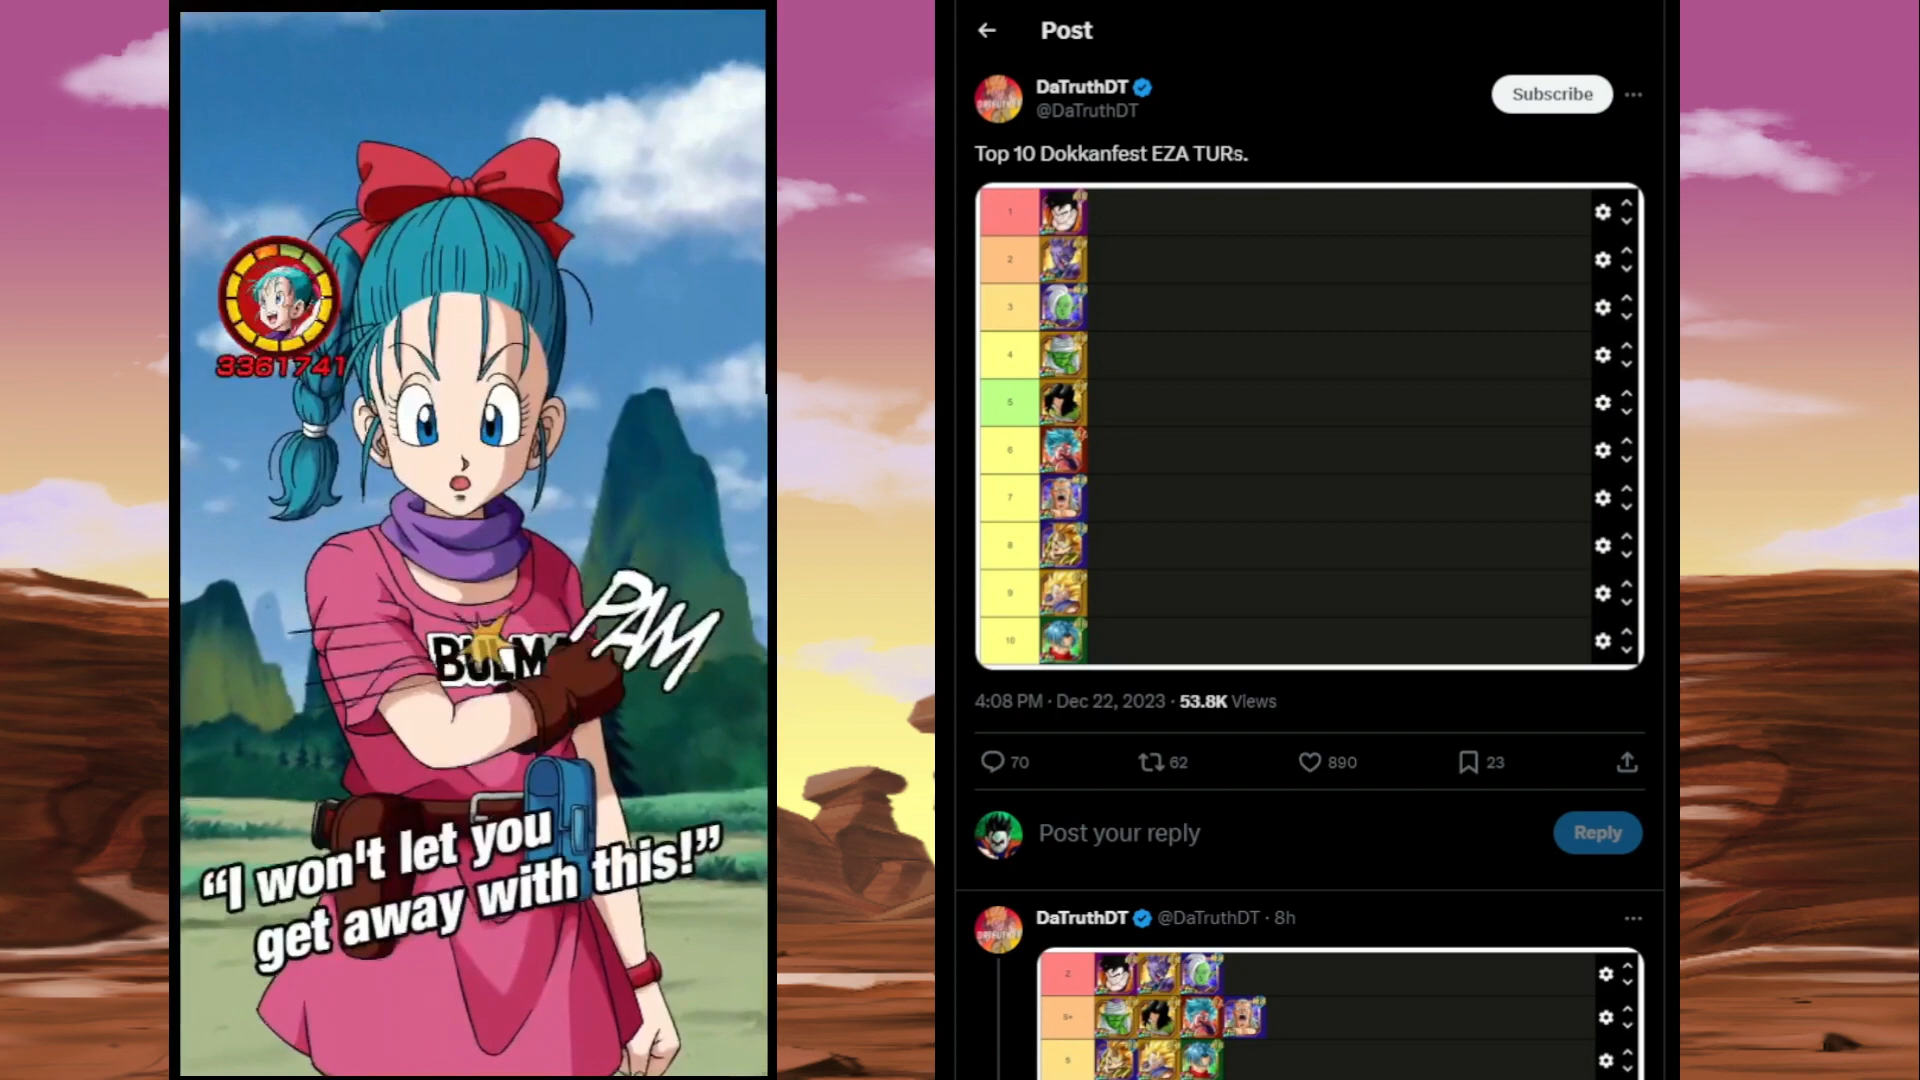 3361741
BULM
PAM
“I won't let you
get away with this!”
Post
DaTruthDT
@DaTruthDT
Subscribe
Top 10 Dokkanfest EZA TURs.
1
2
3
4
5
6
7
8
9
10
4:08 PM · Dec 22, 2023 · 53.8K Views
70
62
890
23
Post your reply
Reply
DaTruthDT @DaTruthDT · 8h
Z
S+
S